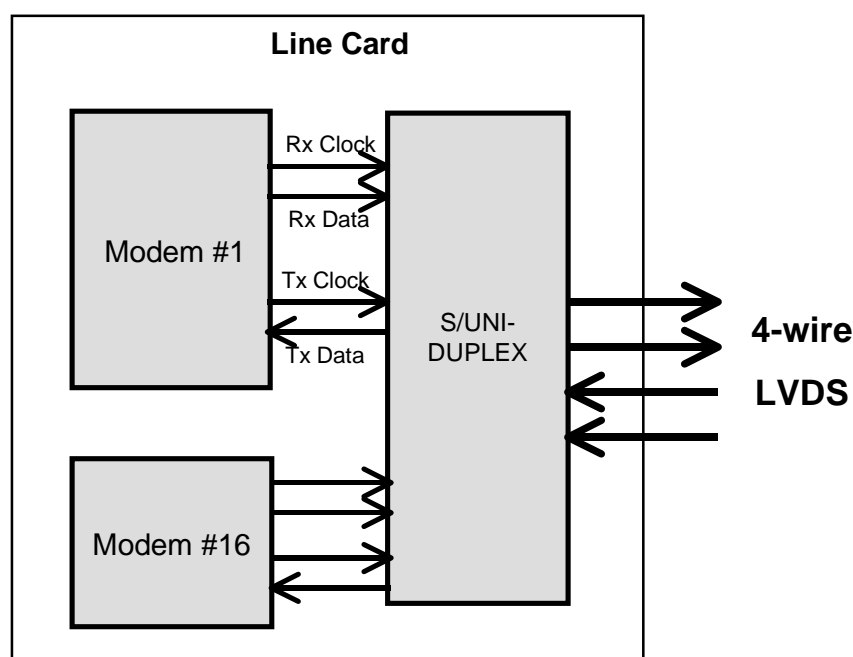 Line Card
Rx Clock
Rx Data
Modem #1
Tx Clock
Tx Data
S/UNI-
DUPLEX
4-wire
LVDS
Modem #16